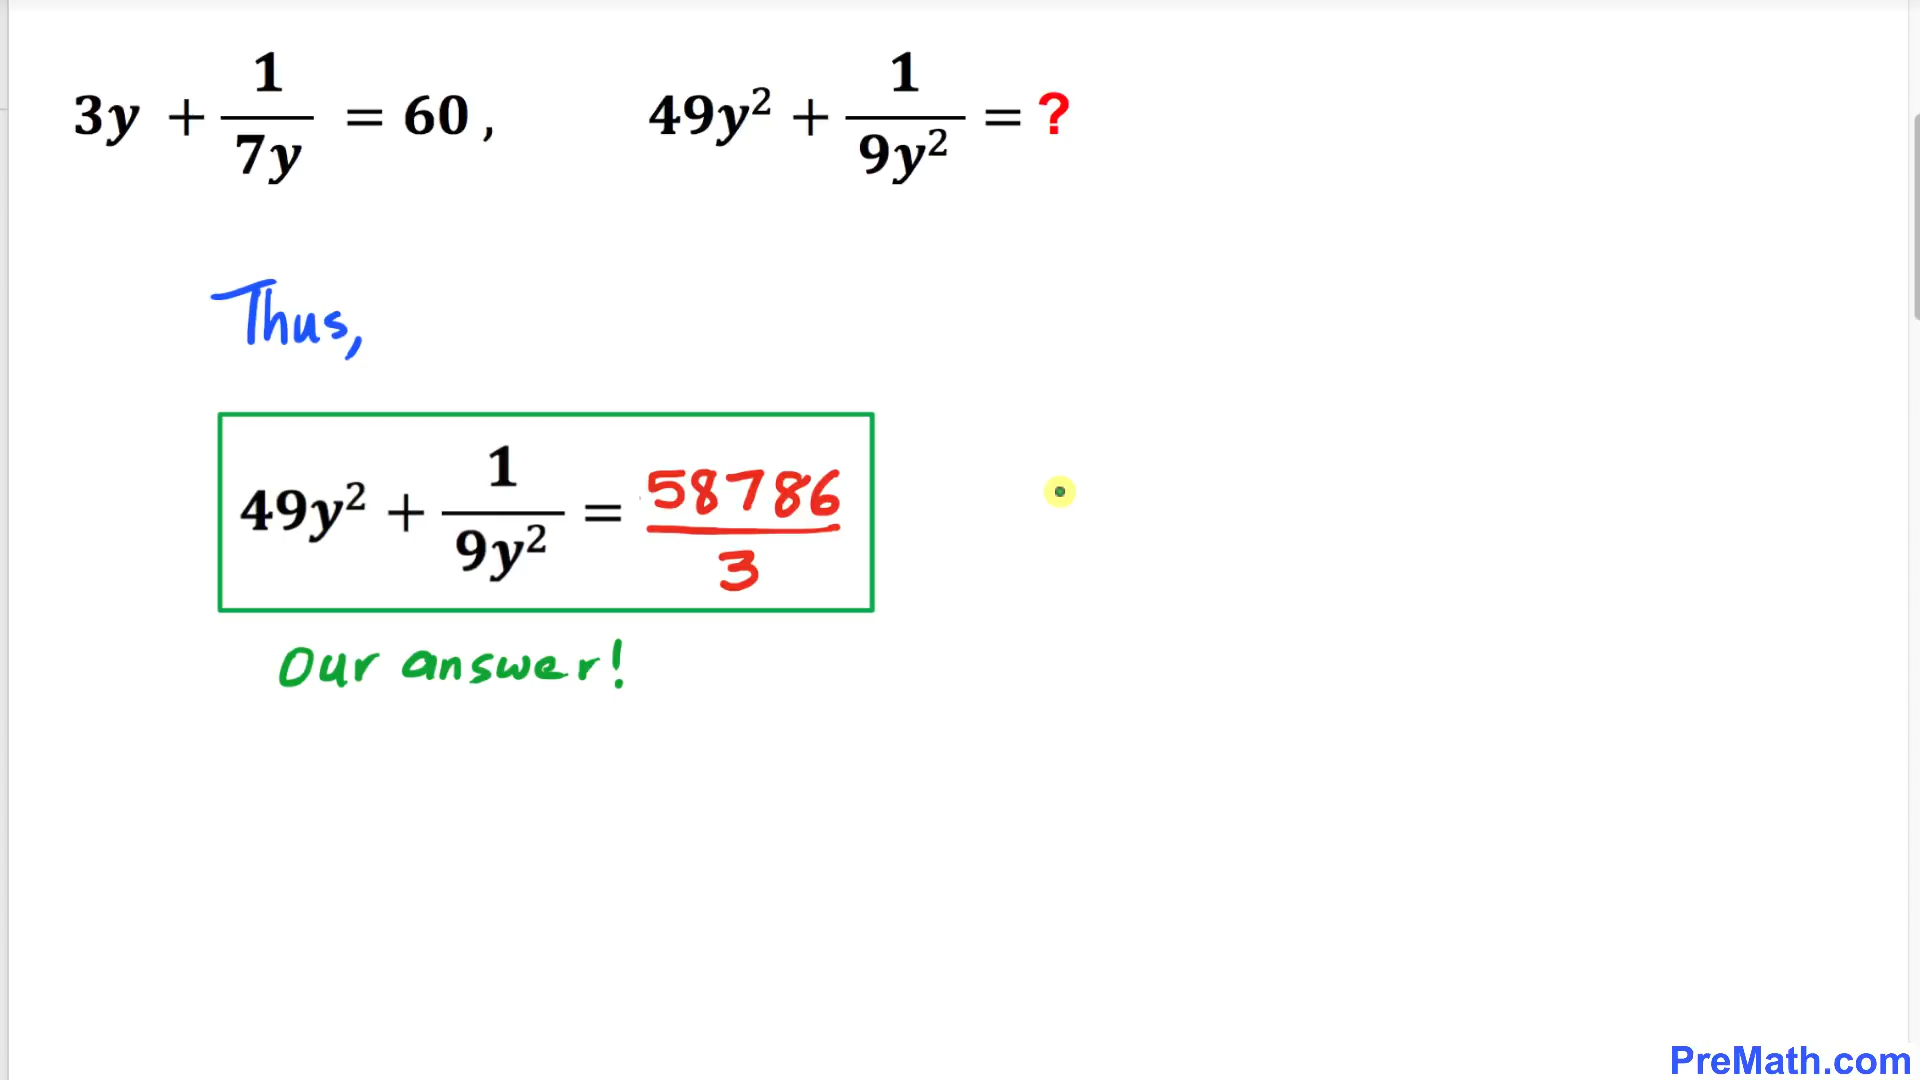 3y + 1/7y = 60 , 49y² + 1/9y² = ?
Thus,
49y² + 1/9y² = 58786/3
Our answer!
PreMath.com